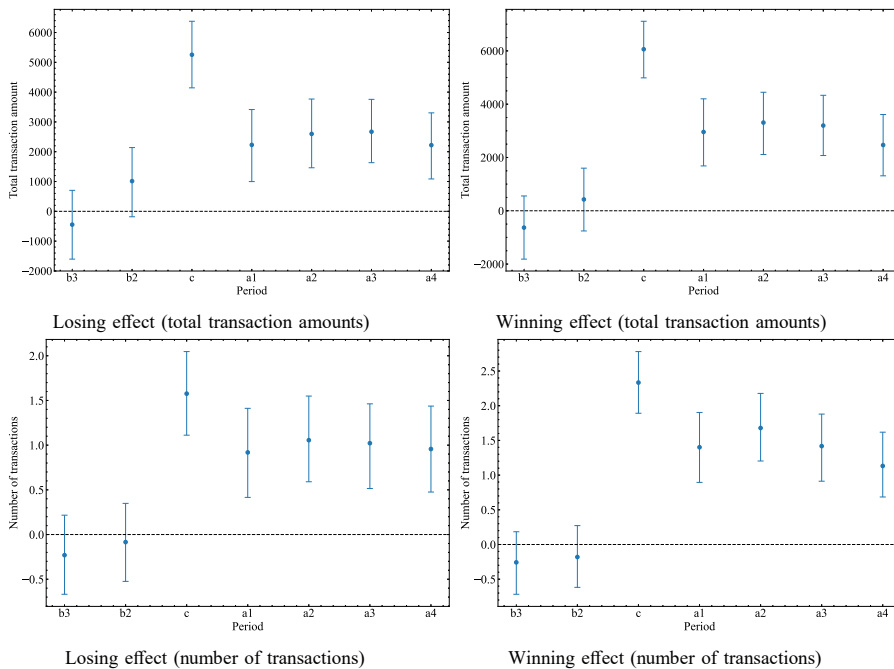 Total transaction amount
6000
5000
4000
3000
2000
1000
0
−1000
−2000
b3 b2 c a1 a2 a3 a4
Period
Losing effect (total transaction amounts)
Total transaction amount
6000
4000
2000
0
−2000
b3 b2 c a1 a2 a3 a4
Period
Winning effect (total transaction amounts)
Number of transactions
2.0
1.5
1.0
0.5
0.0
−0.5
b3 b2 c a1 a2 a3 a4
Period
Losing effect (number of transactions)
Number of transactions
2.5
2.0
1.5
1.0
0.5
0.0
−0.5
b3 b2 c a1 a2 a3 a4
Period
Winning effect (number of transactions)